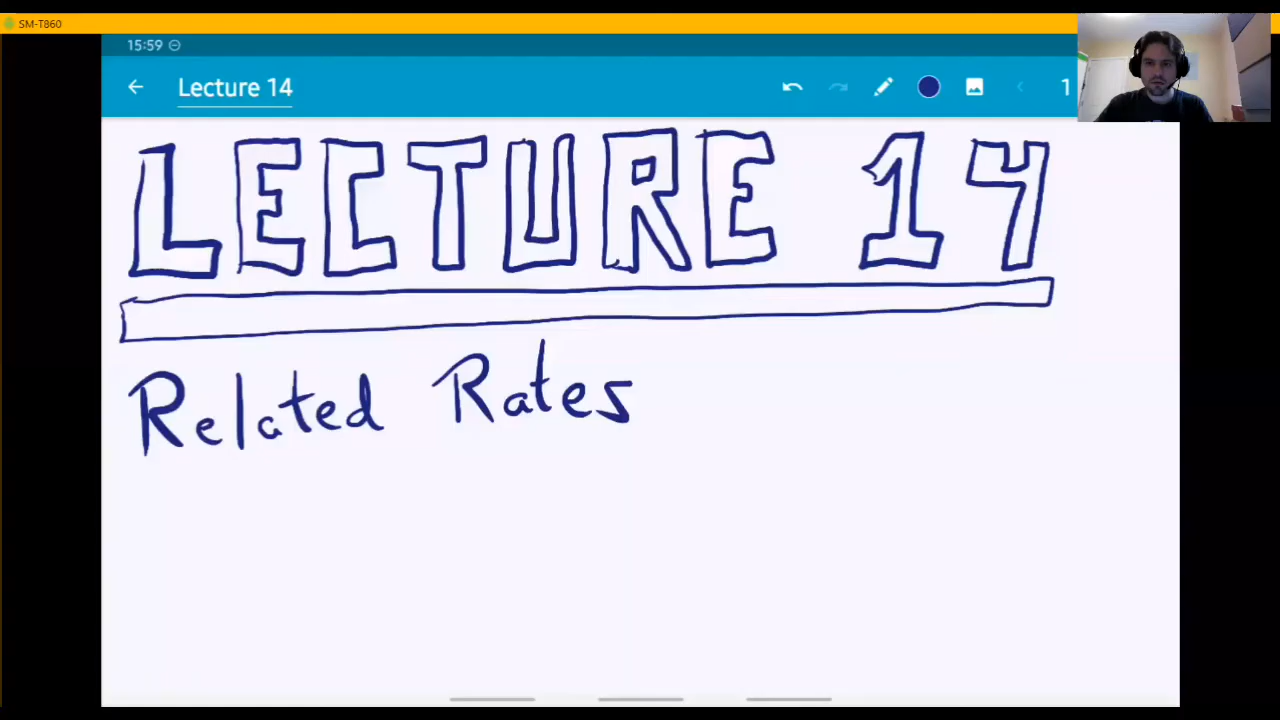 SM-T860
15:59
Lecture 14
1
LECTURE 14
Related Rates